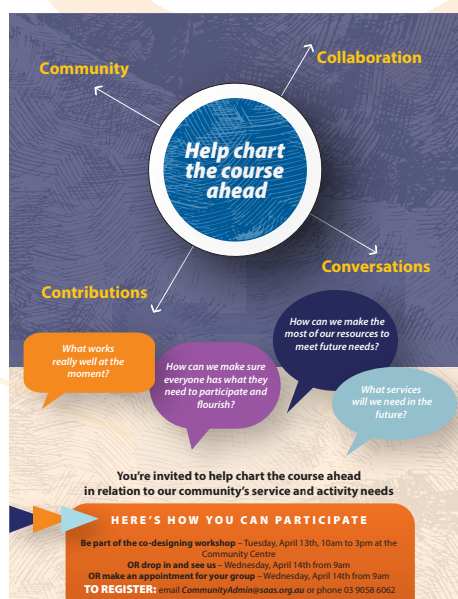 Community
Collaboration
Help chart
the course
ahead
Conversations
Contributions
What works
really well at the
moment?
How can we make sure
everyone has what they
need to participate and
flourish?
How can we make the
most of our resources to
meet future needs?
What services
will we need in the
future?
You're invited to help chart the course ahead
in relation to our community's service and activity needs
HERE'S HOW YOU CAN PARTICIPATE
Be part of the co-designing workshop – Tuesday, April 13th, 10am to 3pm at the
Community Centre
OR drop in and see us – Wednesday, April 14th from 9am
OR make an appointment for your group – Wednesday, April 14th from 9am
TO REGISTER: email CommunityAdmin@saas.org.au or phone 03 9058 6062